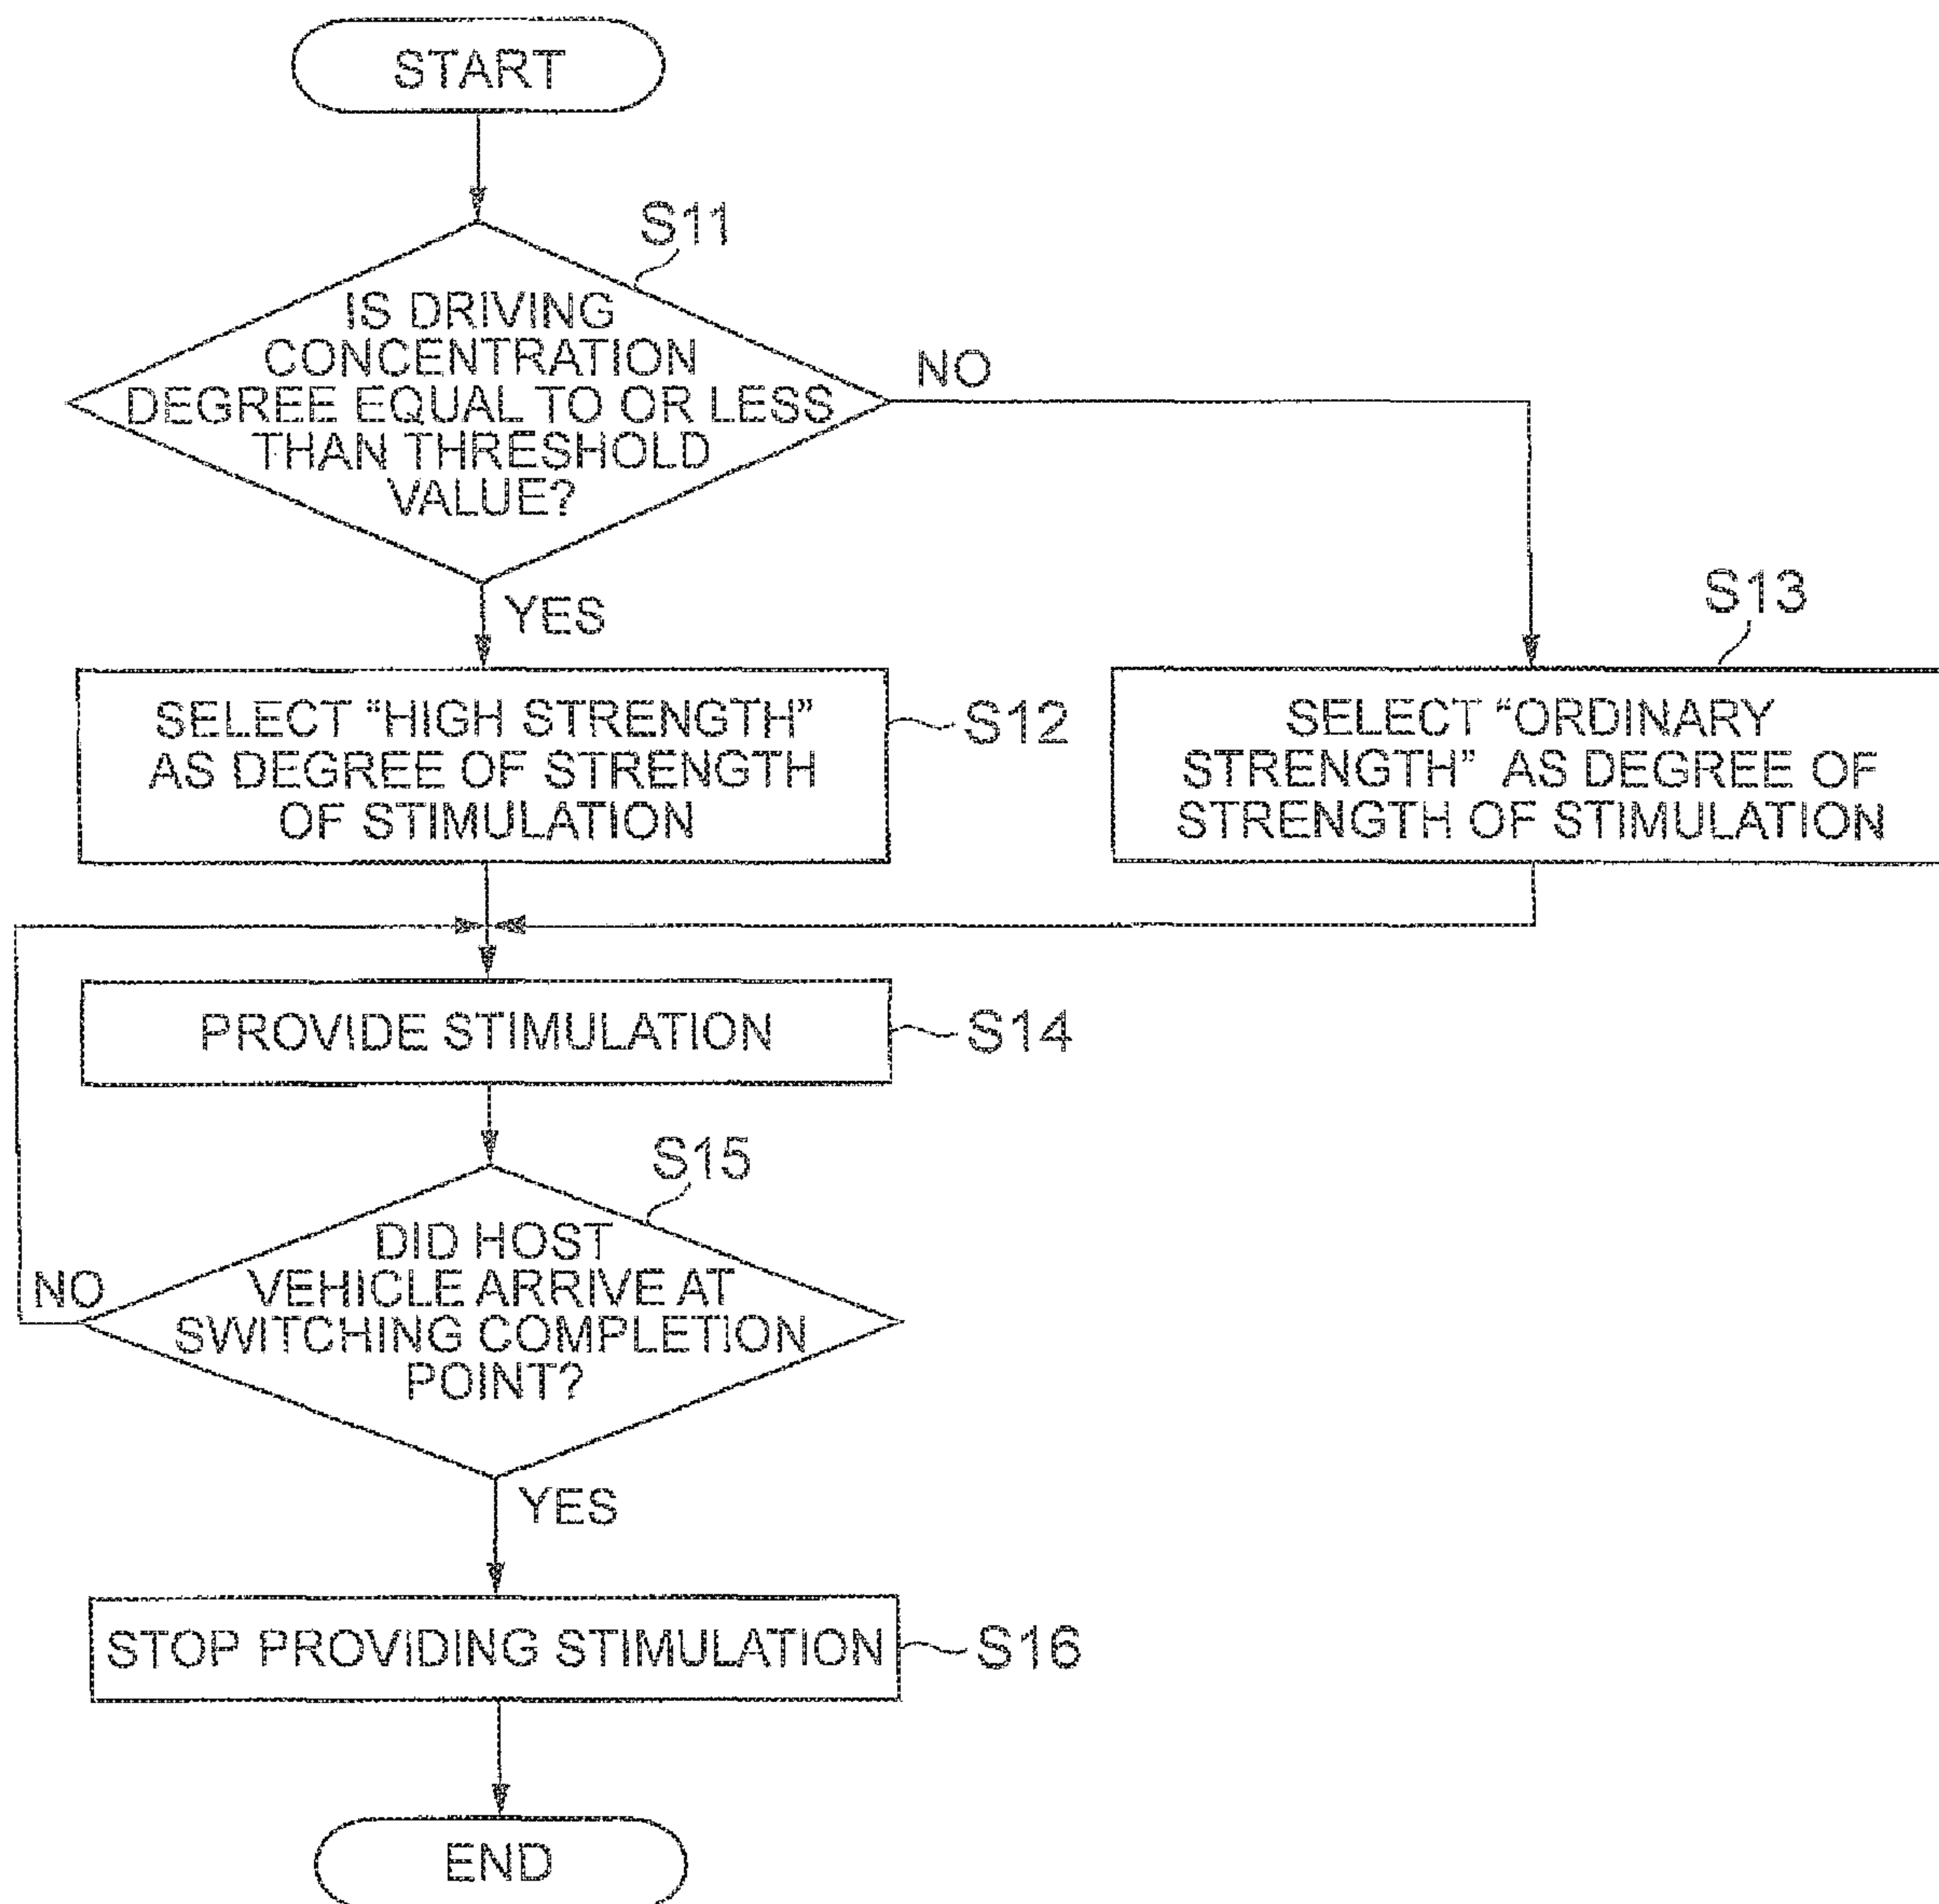 START
S11
IS DRIVING
CONCENTRATION
DEGREE EQUAL TO OR LESS
THAN THRESHOLD
VALUE?
NO
YES
S13
SELECT “HIGH STRENGTH”
AS DEGREE OF STRENGTH
OF STIMULATION
S12
SELECT “ORDINARY
STRENGTH” AS DEGREE OF
STRENGTH OF STIMULATION
PROVIDE STIMULATION
S14
S15
DID HOST
VEHICLE ARRIVE AT
SWITCHING COMPLETION
POINT?
NO
YES
STOP PROVIDING STIMULATION
S16
END